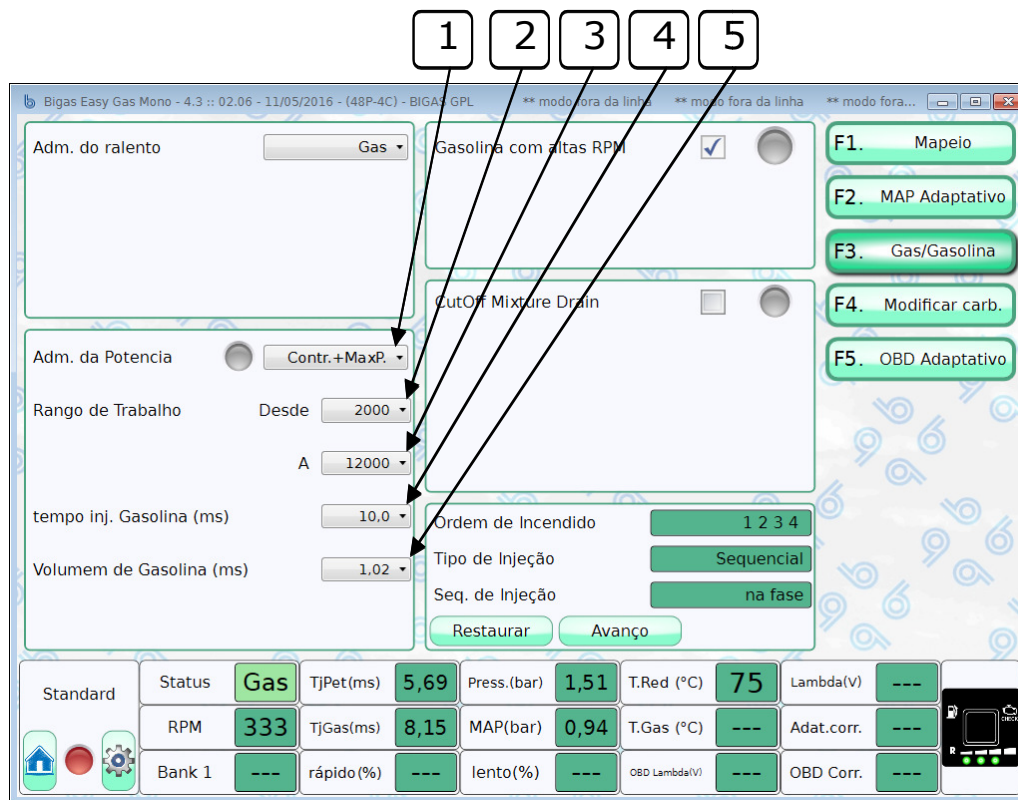 1 2 3 4 5
Bigas Easy Gas Mono - 4.3 :: 02.06 - 11/05/2016 - (48P-4C) - BIGAS GPL ** modo fora da linha ** modo fora da linha ** modo fora...
Adm. do ralento Gas
Gasolina com altas RPM
CutOff Mixture Drain
Adm. da Potencia Contr.+MaxP.
Rango de Trabalho Desde 2000
A 12000
tempo inj. Gasolina (ms) 10,0
Volumem de Gasolina (ms) 1,02
Ordem de Incendido 1 2 3 4
Tipo de Injeção Sequencial
Seq. de Injeção na fase
Restaurar Avanço
F1. Mapeio
F2. MAP Adaptativo
F3. Gas/Gasolina
F4. Modificar carb.
F5. OBD Adaptativo
Standard
Status Gas TjPet(ms) 5,69 Press.(bar) 1,51 T.Red (°C) 75 Lambda(V) ---
RPM 333 TjGas(ms) 8,15 MAP(bar) 0,94 T.Gas (°C) --- Adat.corr. ---
Bank 1 --- rápido(%) --- lento(%) --- OBD Lambda(V) --- OBD Corr. ---
CHECK
R